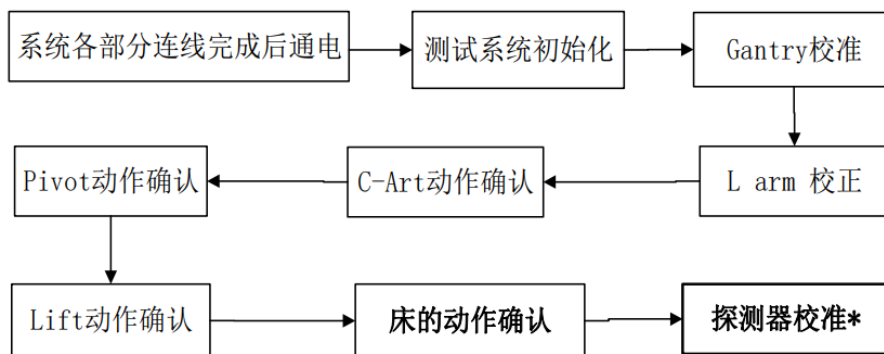 系统各部分连线完成后通电
测试系统初始化
Gantry校准
L arm 校正
C-Art动作确认
Pivot动作确认
Lift动作确认
床的动作确认
探测器校准*